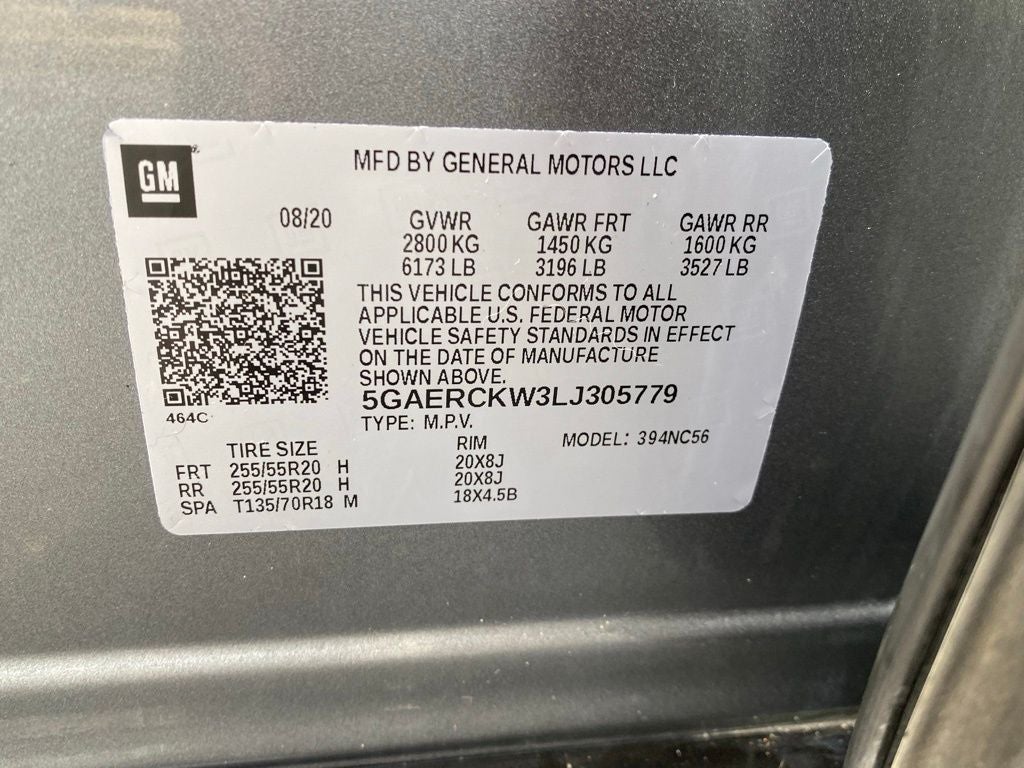 GM
MFD BY GENERAL MOTORS LLC
08/20 GVWR GAWR FRT GAWR RR
2800 KG 1450 KG 1600 KG
6173 LB 3196 LB 3527 LB
THIS VEHICLE CONFORMS TO ALL
APPLICABLE U.S. FEDERAL MOTOR
VEHICLE SAFETY STANDARDS IN EFFECT
ON THE DATE OF MANUFACTURE
SHOWN ABOVE.
5GAERCKW3LJ305779
464C
TYPE: M.P.V.
TIRE SIZE RIM MODEL: 394NC56
FRT 255/55R20 H 20X8J
RR 255/55R20 H 20X8J
SPA T135/70R18 M 18X4.5B